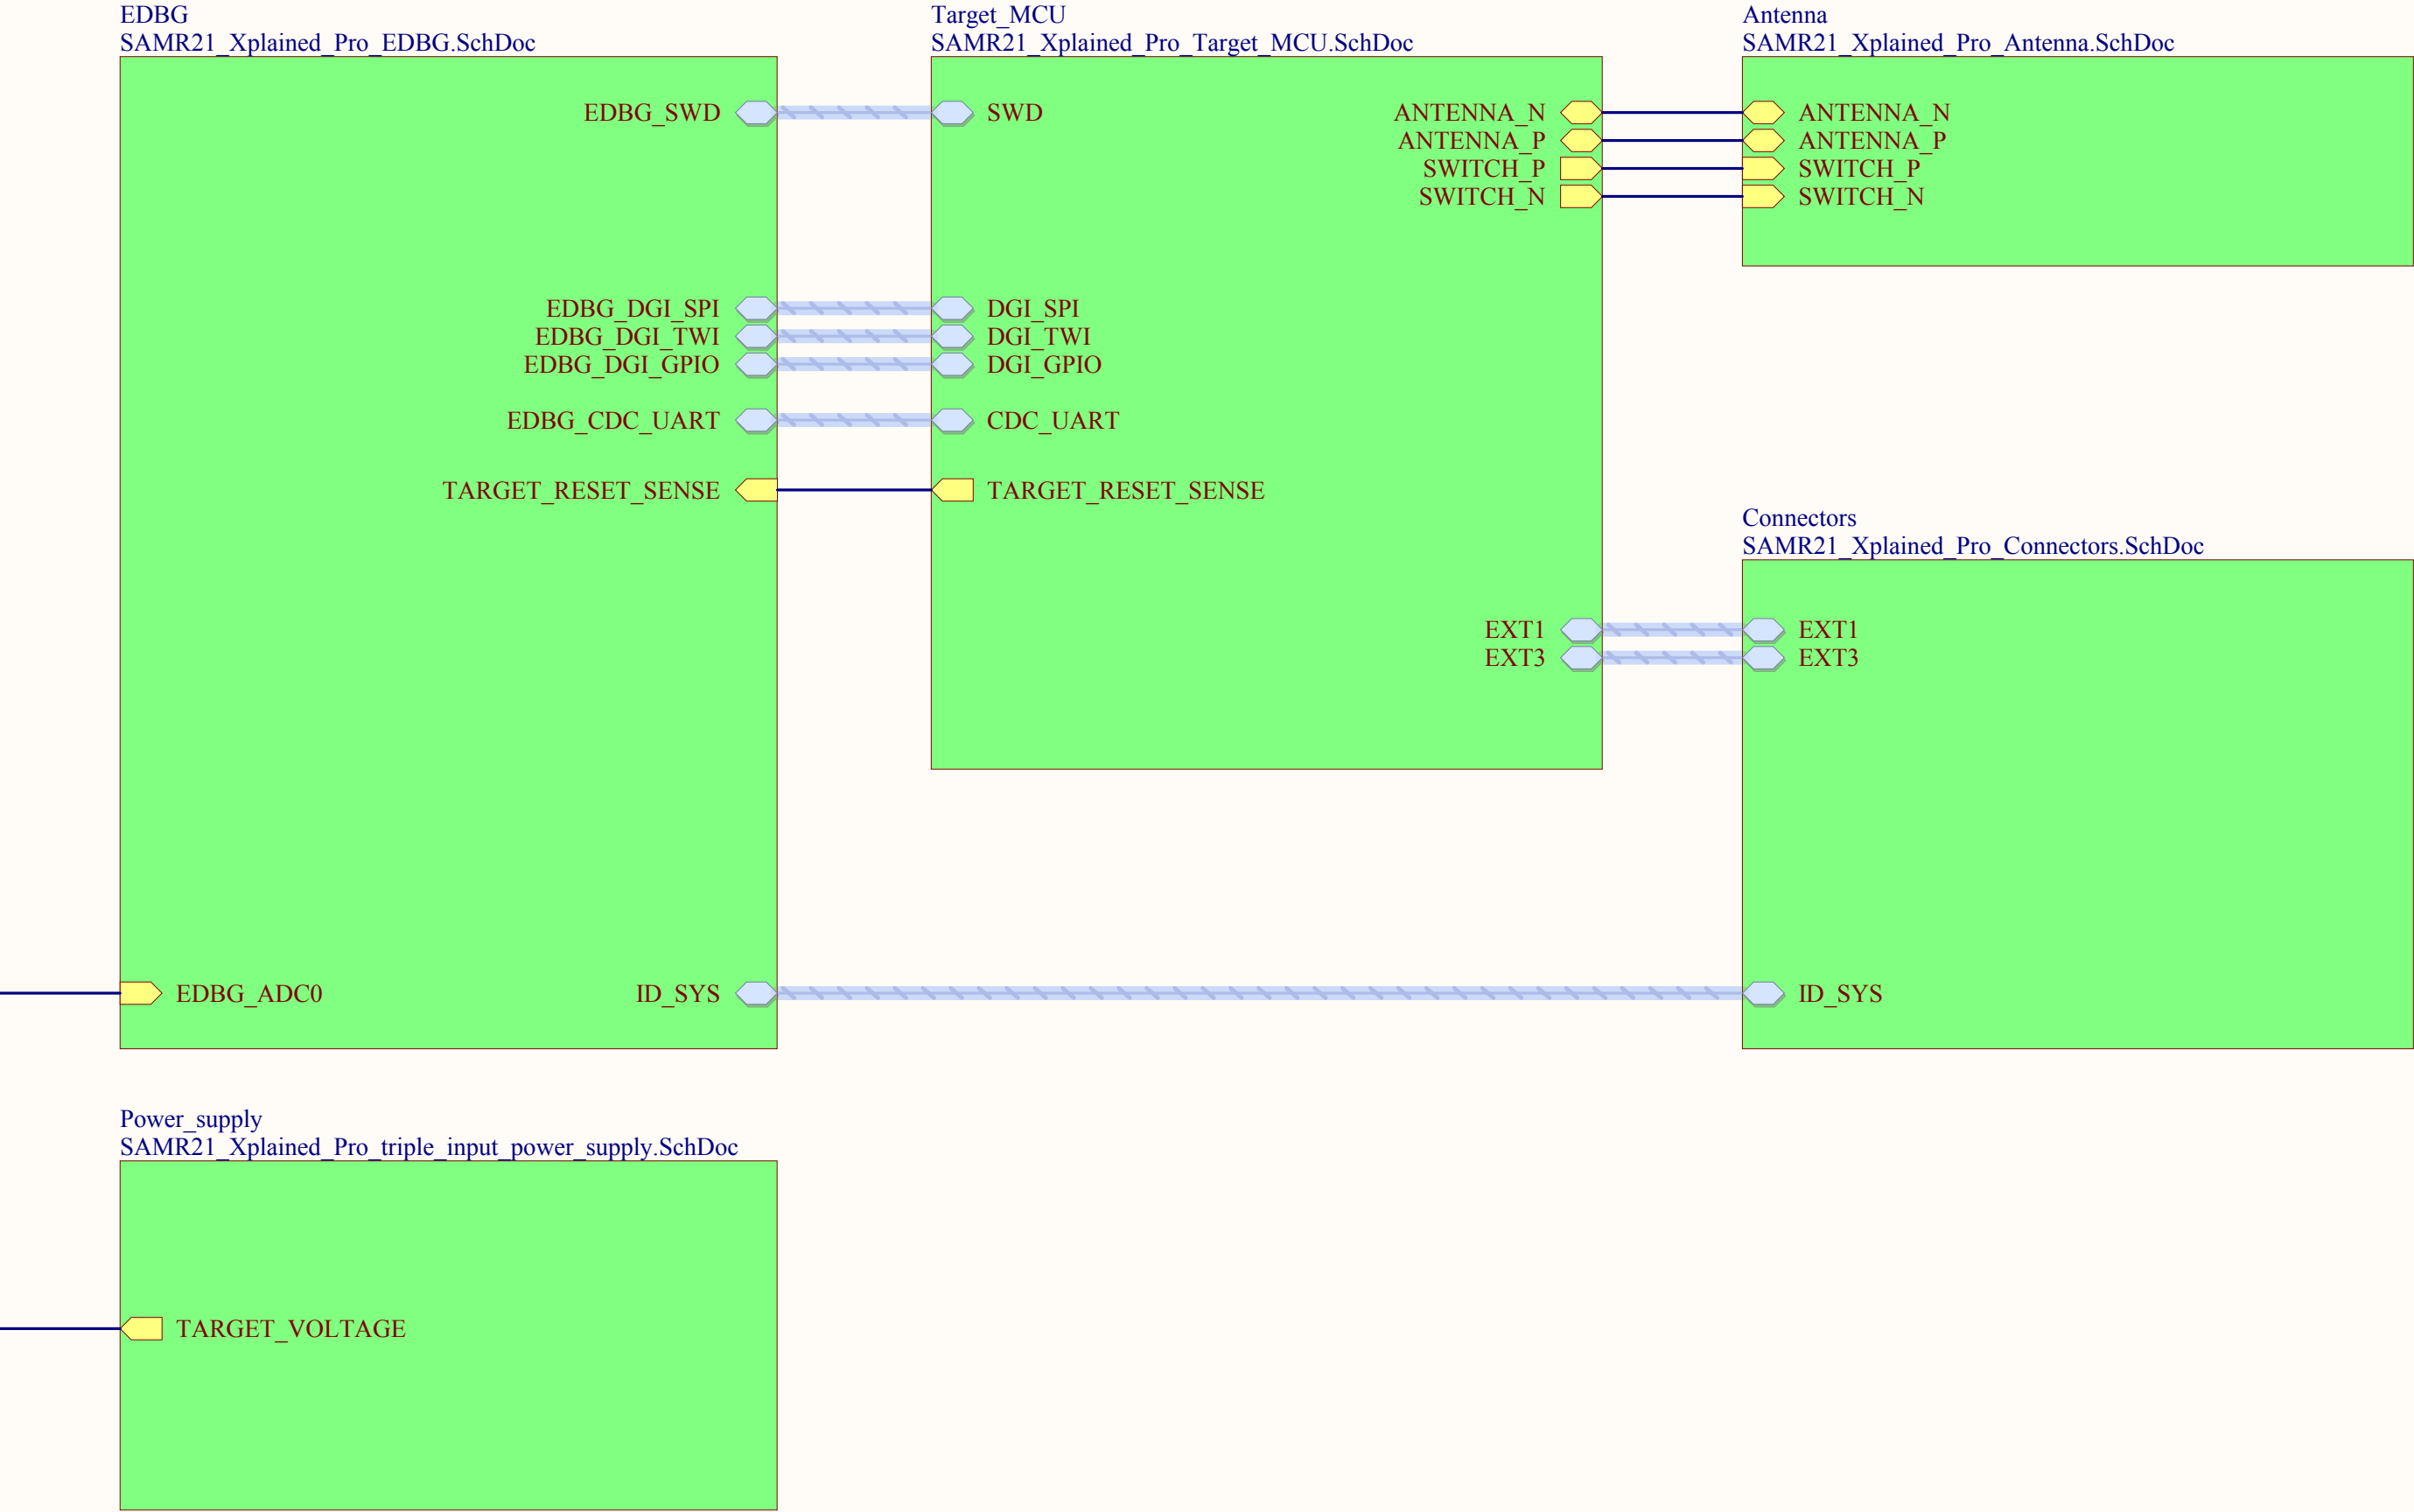 EDBG
SAMR21_Xplained_Pro_EDBG.SchDoc
EDBG_SWD
EDBG_DGI_SPI
EDBG_DGI_TWI
EDBG_DGI_GPIO
EDBG_CDC_UART
TARGET_RESET_SENSE
EDBG_ADC0
ID_SYS
Target_MCU
SAMR21_Xplained_Pro_Target_MCU.SchDoc
SWD
DGI_SPI
DGI_TWI
DGI_GPIO
CDC_UART
TARGET_RESET_SENSE
ANTENNA_N
ANTENNA_P
SWITCH_P
SWITCH_N
EXT1
EXT3
Antenna
SAMR21_Xplained_Pro_Antenna.SchDoc
ANTENNA_N
ANTENNA_P
SWITCH_P
SWITCH_N
Connectors
SAMR21_Xplained_Pro_Connectors.SchDoc
EXT1
EXT3
ID_SYS
Power_supply
SAMR21_Xplained_Pro_triple_input_power_supply.SchDoc
TARGET_VOLTAGE